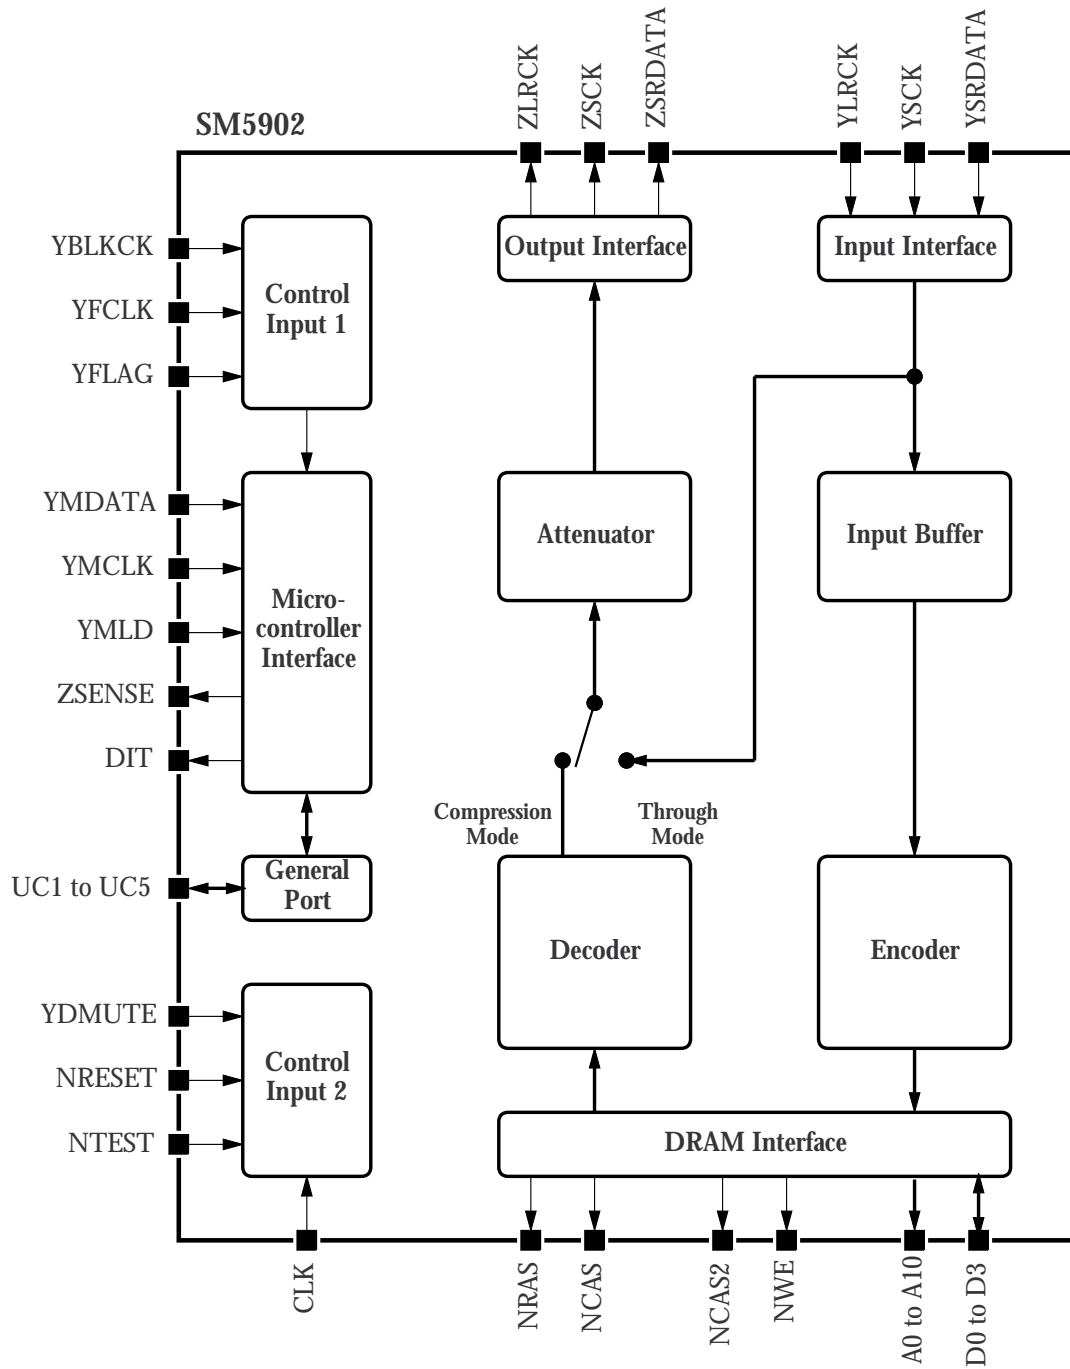 SM5902
ZLRCK
ZSCK
ZSRDATA
YLRCK
YSCK
YSRDATA
YBLKCK
YFCLK
YFLAG
Control
Input 1
Output Interface
Input Interface
YMDATA
YMCLK
YMLD
ZSENSE
DIT
Micro-
controller
Interface
Attenuator
Input Buffer
Compression
Mode
Through
Mode
UC1 to UC5
General
Port
Decoder
Encoder
YDMUTE
NRESET
NTEST
Control
Input 2
DRAM Interface
CLK
NRAS
NCAS
NCAS2
NWE
A0 to A10
D0 to D3